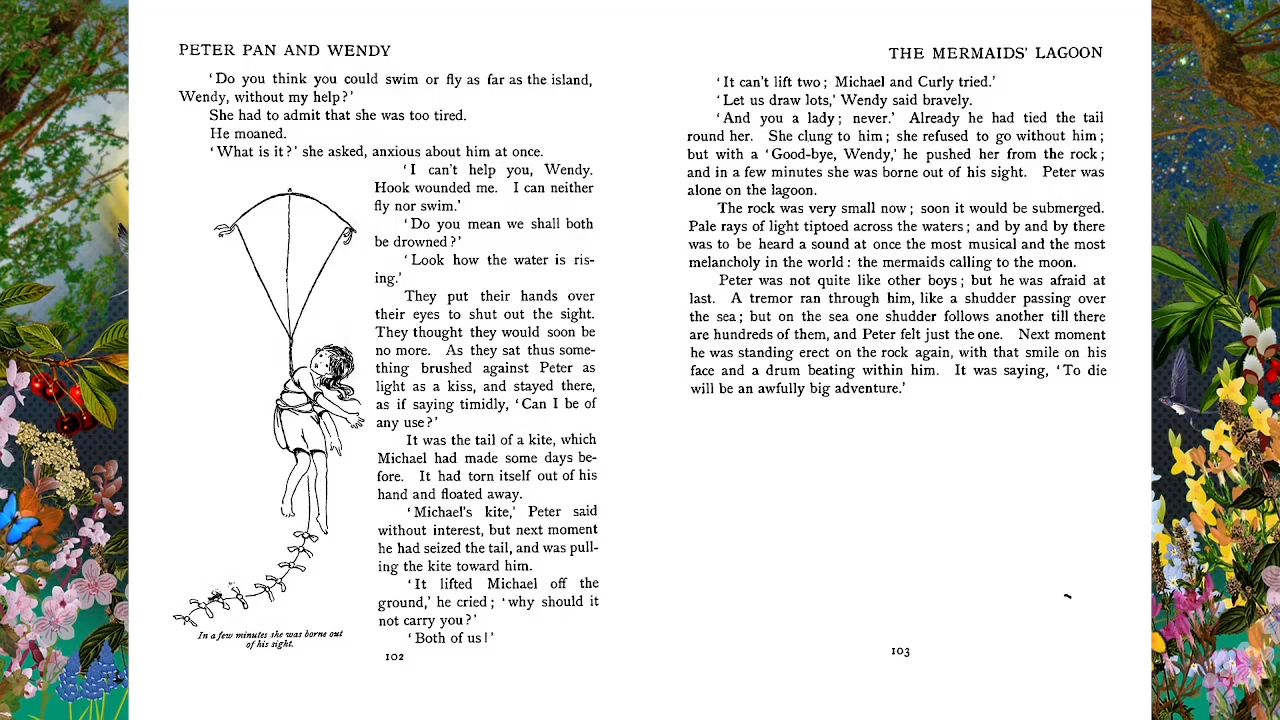 PETER PAN AND WENDY
'Do you think you could swim or fly as far as the island,
Wendy, without my help?'
She had to admit that she was too tired.
He moaned.
'What is it?' she asked, anxious about him at once.
'I can't help you, Wendy.
Hook wounded me. I can neither
fly nor swim.'
'Do you mean we shall both
be drowned?'
'Look how the water is ris-
ing.'
They put their hands over
their eyes to shut out the sight.
They thought they would soon be
no more. As they sat thus some-
thing brushed against Peter as
light as a kiss, and stayed there,
as if saying timidly, 'Can I be of
any use?'
It was the tail of a kite, which
Michael had made some days be-
fore. It had torn itself out of his
hand and floated away.
'Michael's kite,' Peter said
without interest, but next moment
he had seized the tail, and was pull-
ing the kite toward him.
'It lifted Michael off the
ground,' he cried; 'why should it
not carry you?'
'Both of us!'
In a few minutes she was borne out
of his sight.
102
THE MERMAIDS' LAGOON
'It can't lift two; Michael and Curly tried.'
'Let us draw lots,' Wendy said bravely.
'And you a lady; never.' Already he had tied the tail
round her. She clung to him; she refused to go without him;
but with a 'Good-bye, Wendy,' he pushed her from the rock;
and in a few minutes she was borne out of his sight. Peter was
alone on the lagoon.
The rock was very small now; soon it would be submerged.
Pale rays of light tiptoed across the waters; and by and by there
was to be heard a sound at once the most musical and the most
melancholy in the world: the mermaids calling to the moon.
Peter was not quite like other boys; but he was afraid at
last. A tremor ran through him, like a shudder passing over
the sea; but on the sea one shudder follows another till there
are hundreds of them, and Peter felt just the one. Next moment
he was standing erect on the rock again, with that smile on his
face and a drum beating within him. It was saying, 'To die
will be an awfully big adventure.'
103